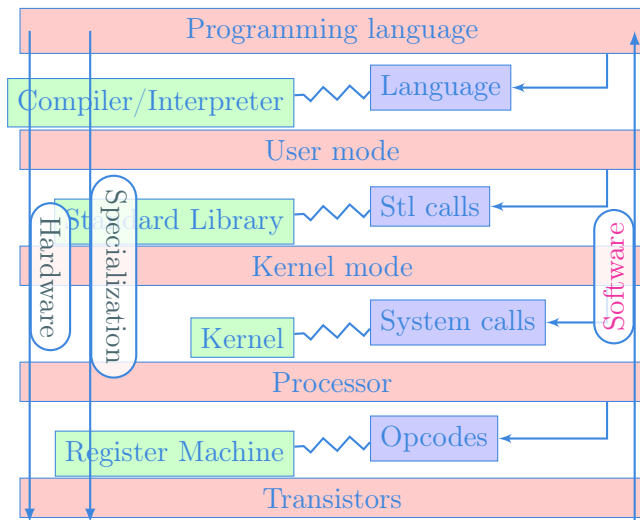 Programming language
Language
Compiler/Interpreter
User mode
Stl calls
Standard Library
Hardware
Specialization
Software
Kernel mode
System calls
Kernel
Processor
Opcodes
Register Machine
Transistors